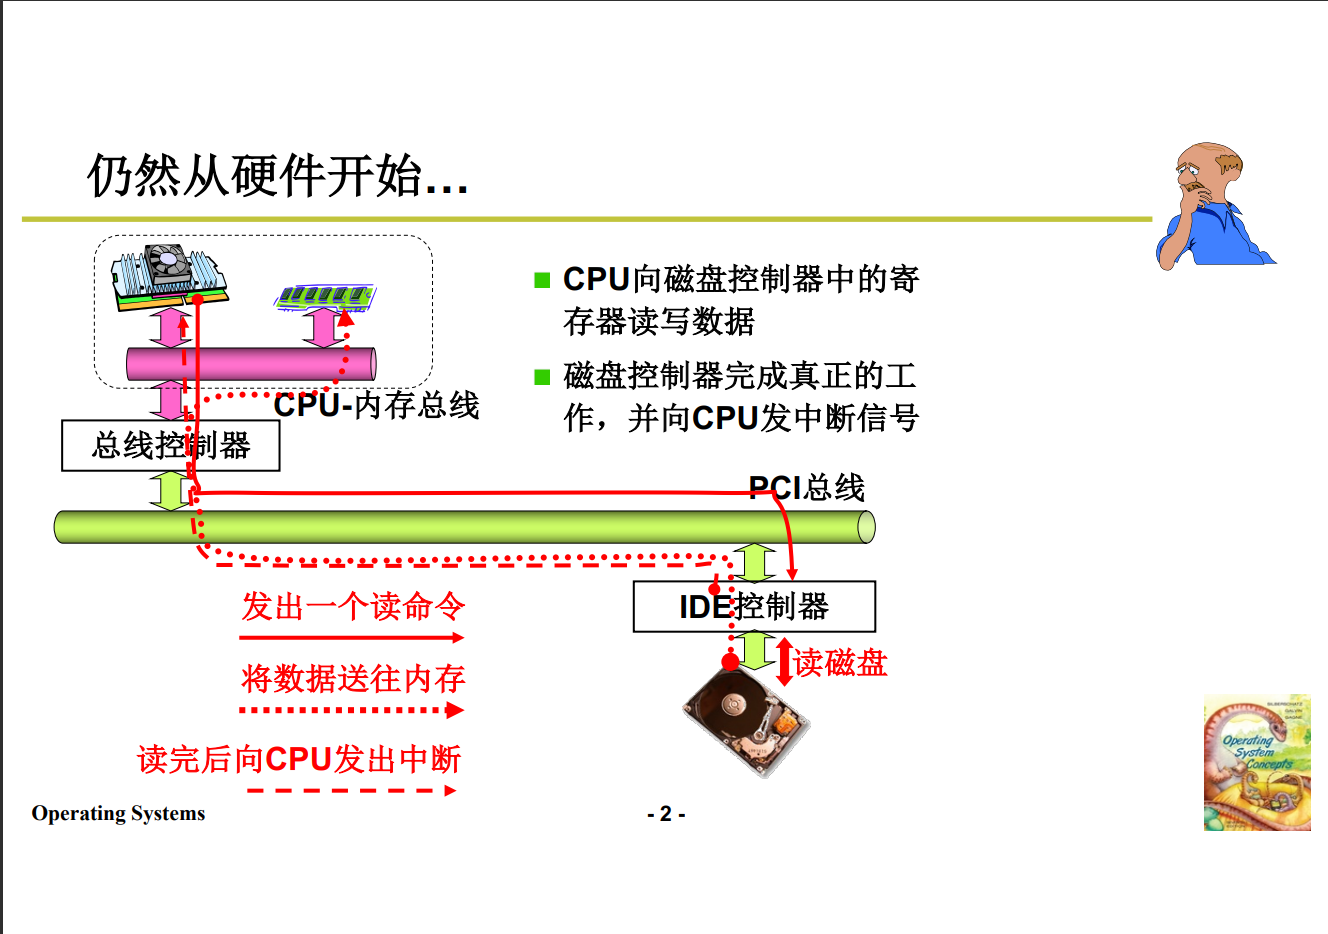 仍然从硬件开始...
CPU向磁盘控制器中的寄
存器读写数据
磁盘控制器完成真正的工
作，并向CPU发中断信号
CPU-内存总线
总线控制器
PCI总线
IDE控制器
读磁盘
发出一个读命令
将数据送往内存
读完后向CPU发出中断
Operating Systems
- 2 -
SILBERSCHATZ
GALVIN
GAGNE
Operating
System
Concepts